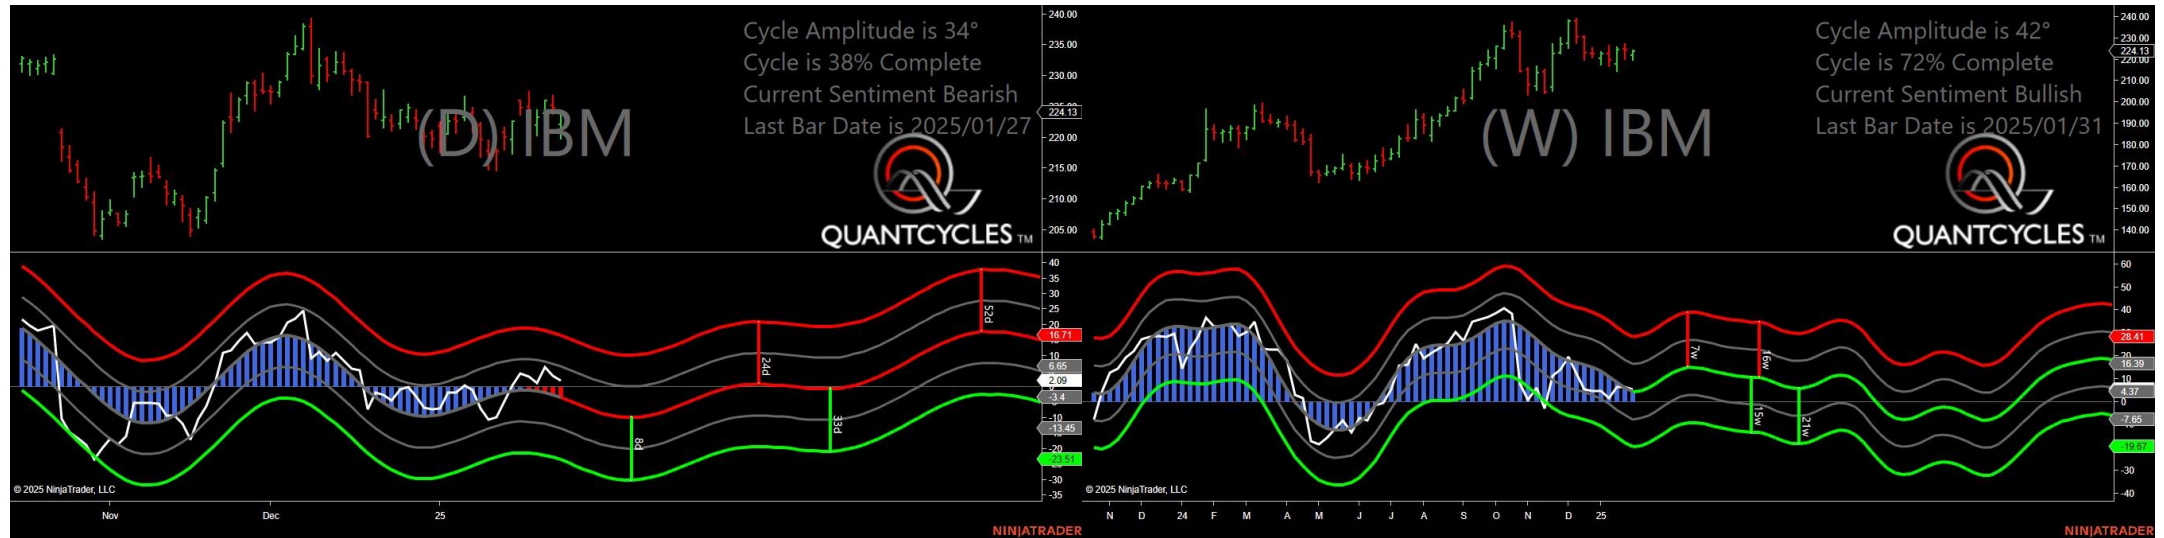 Cycle Amplitude is 34°
Cycle is 38% Complete
Current Sentiment Bearish
Last Bar Date is 2025/01/27
(D) IBM
QUANTCYCLES TM
240.00
235.00
230.00
224.13
220.00
215.00
210.00
205.00
40
35
30
25
20
16.71
10
6.65
2.09
-3.4
-10
-13.45
-20
-23.51
-30
-35
8d
24d
33d
52d
© 2025 NinjaTrader, LLC
Nov
Dec
25
NINJATRADER
Cycle Amplitude is 42°
Cycle is 72% Complete
Current Sentiment Bullish
Last Bar Date is 2025/01/31
(W) IBM
QUANTCYCLES TM
240.00
230.00
224.13
220.00
210.00
200.00
190.00
180.00
170.00
160.00
150.00
140.00
60
50
40
28.41
20
16.39
10
4.37
0
-7.65
-19.67
-30
-40
7w
16w
15w
21w
© 2025 NinjaTrader, LLC
N D 24 F M A M J J A S O N D 25
NINJATRADER